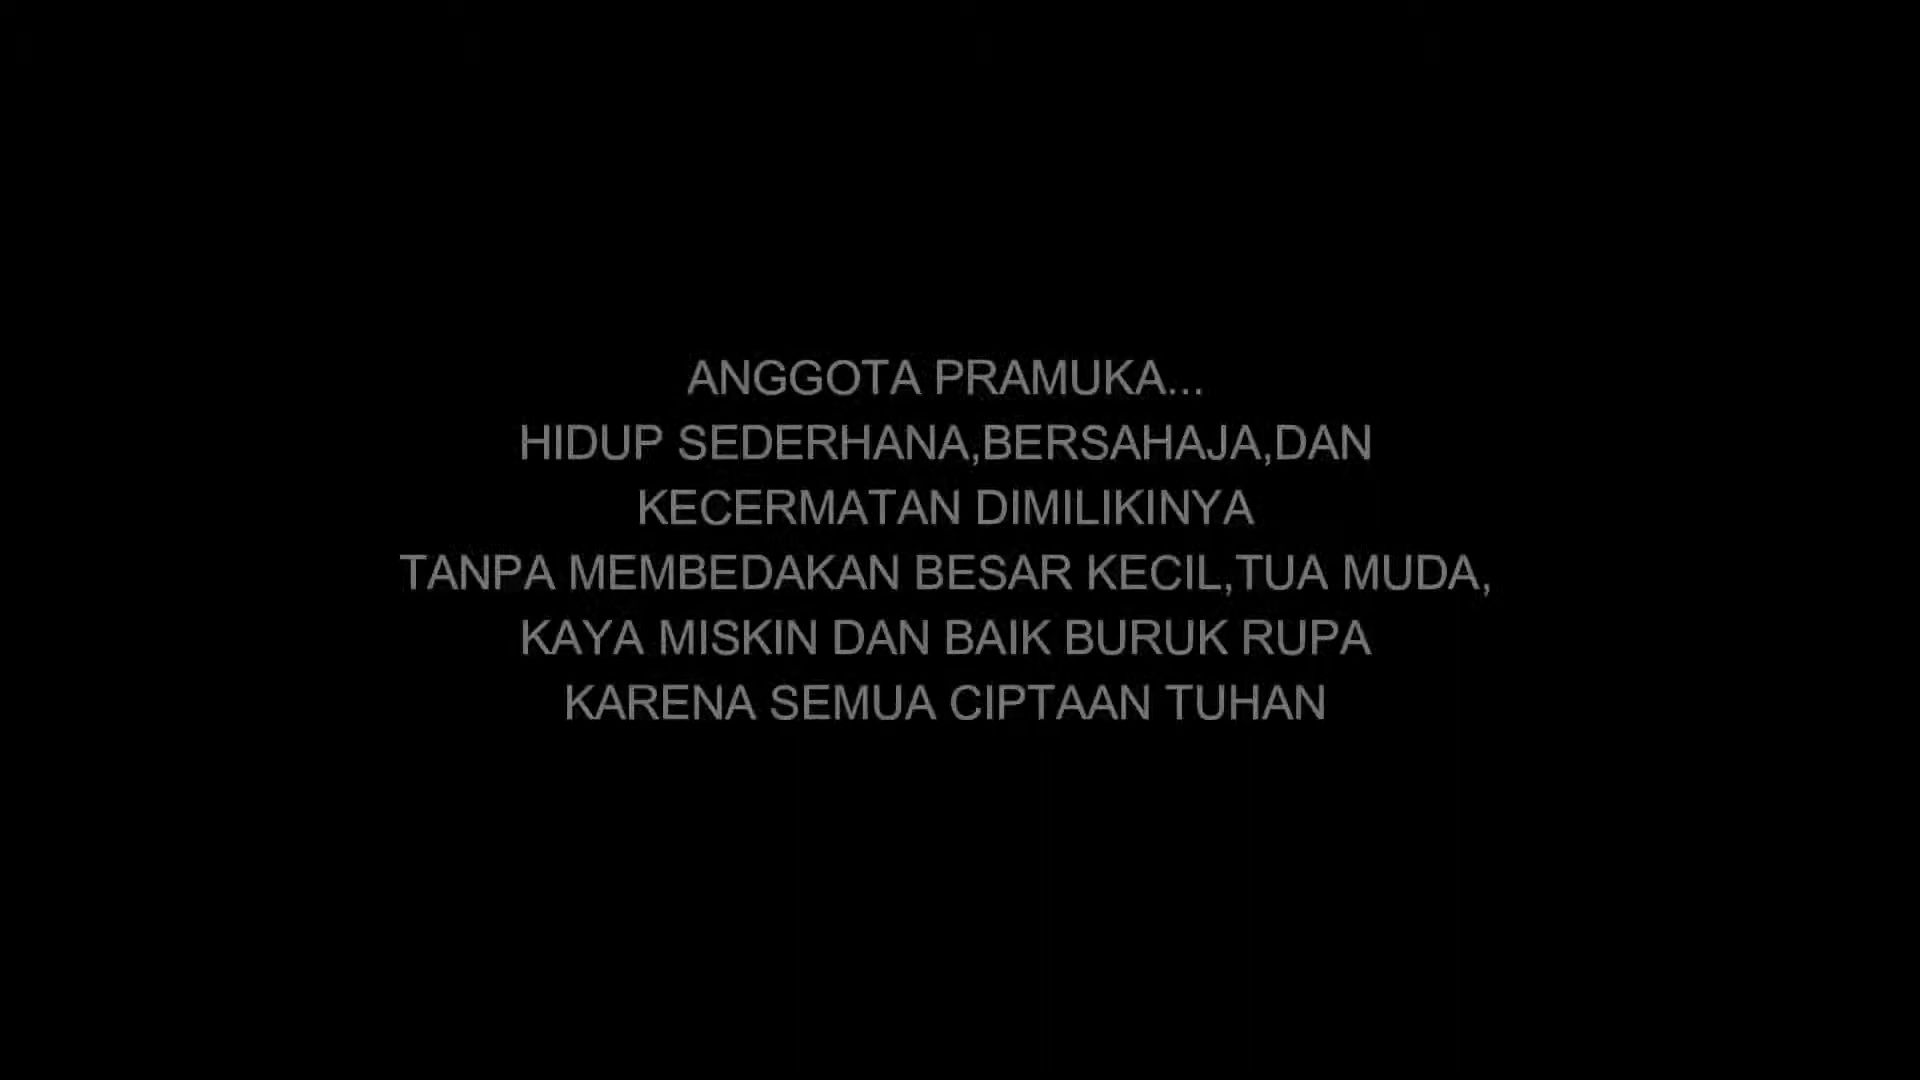 ANGGOTA PRAMUKA...
HIDUP SEDERHANA,BERSAHAJA,DAN
KECERMATAN DIMILIKINYA
TANPA MEMBEDAKAN BESAR KECIL,TUA MUDA,
KAYA MISKIN DAN BAIK BURUK RUPA
KARENA SEMUA CIPTAAN TUHAN